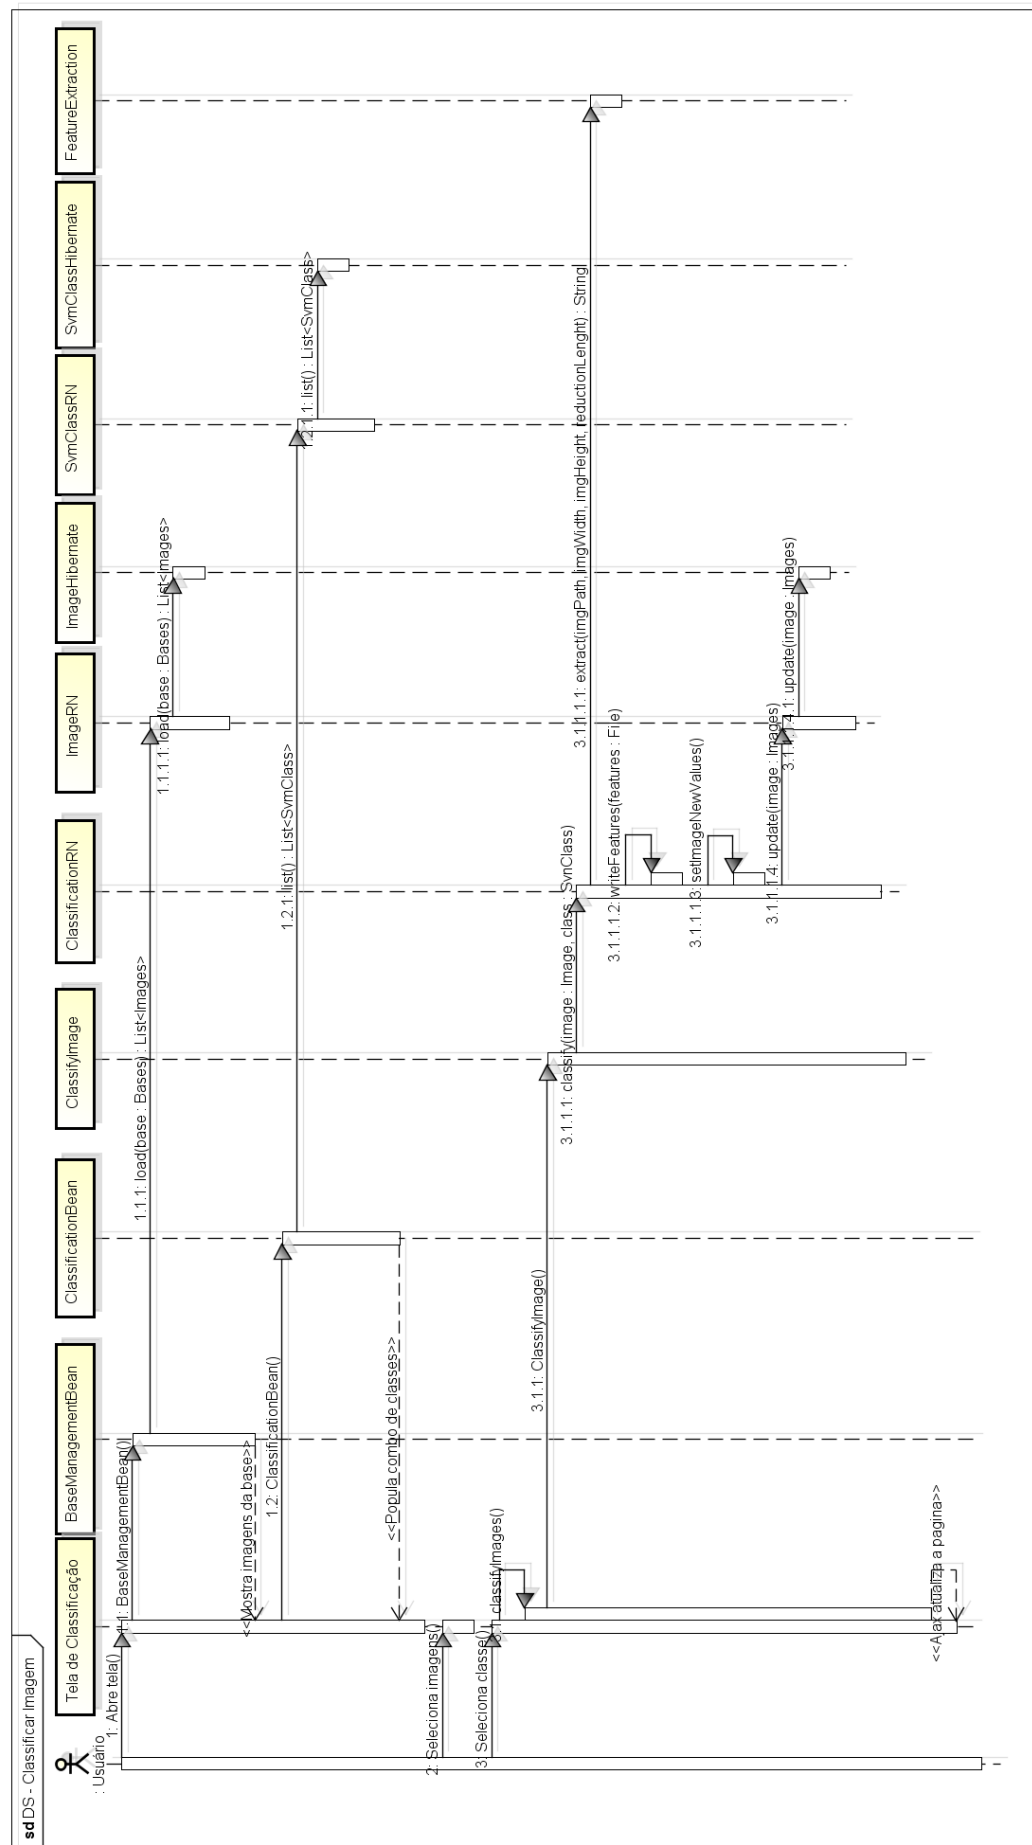 sd DS - Classificar Imagem
: Usuário
Tela de Classificação
BaseManagementBean
ClassificationBean
ClassifyImage
ClassificationRN
ImageRN
ImageHibernate
SvmClassRN
SvmClassHibernate
FeatureExtraction
1: Abre tela()
1.1: BaseManagementBean()
1.1.1: load(base : Bases) : List<Images>
1.1.1.1: load(base : Bases) : List<Images>
<<Mostra imagens da base>>
1.2: ClassificationBean()
1.2.1: list() : List<SvmClass>
1.2.1.1: list() : List<SvmClass>
<<Popula combo de classes>>
2: Seleciona imagens()
3: Seleciona classe()
3.1: classifyImages()
3.1.1: ClassifyImage()
3.1.1.1: classify(image : Image, class : SvnClass)
3.1.1.1.1: extract(imgPath, imgWidth, imgHeight, reductionLenght) : String
3.1.1.1.2: writeFeatures(features : File)
3.1.1.1.3: setImageNewValues()
3.1.1.1.4: update(image : Images)
3.1.1.1.4.1: update(image : Images)
<<Ajax atualiza a pagina>>